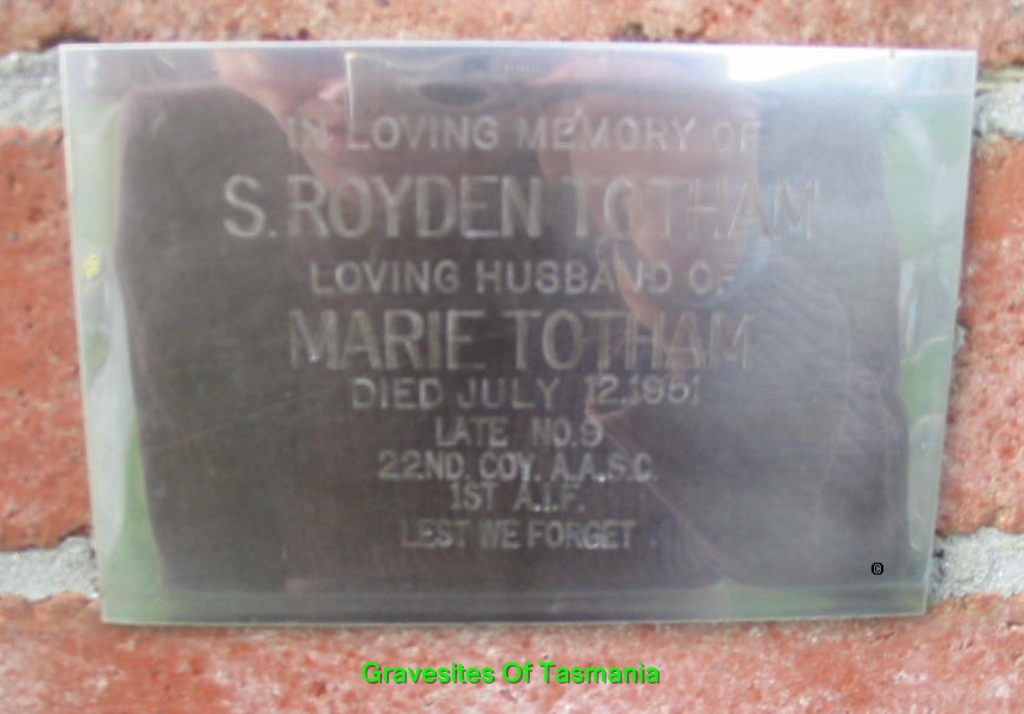 IN LOVING MEMORY OF
S. ROYDEN TOTHAM
LOVING HUSBAND OF
MARIE TOTHAM
DIED JULY 12.1951
LATE NO.9
22ND. COY. A.A.S.C.
1ST A.I.F.
LEST WE FORGET
©
Gravesites Of Tasmania